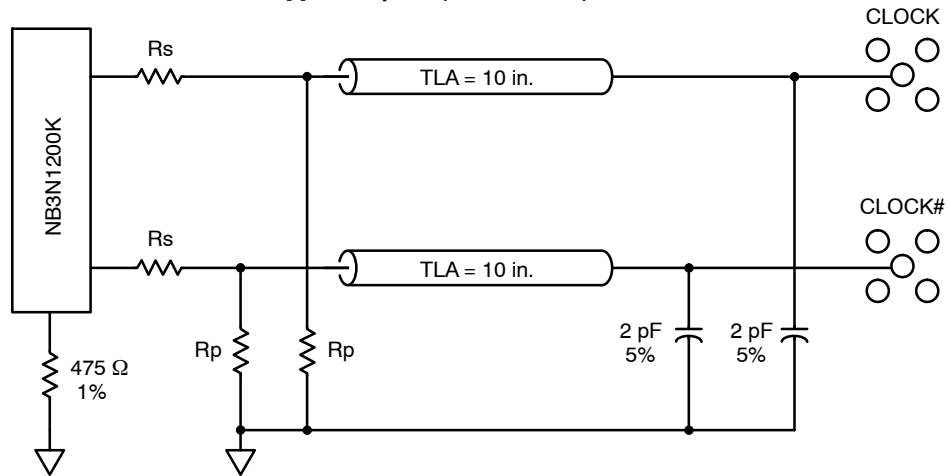 CLOCK
Rs
TLA = 10 in.
NB3N1200K
CLOCK#
Rs
TLA = 10 in.
475 Ω
1%
Rp
Rp
2 pF
5%
2 pF
5%